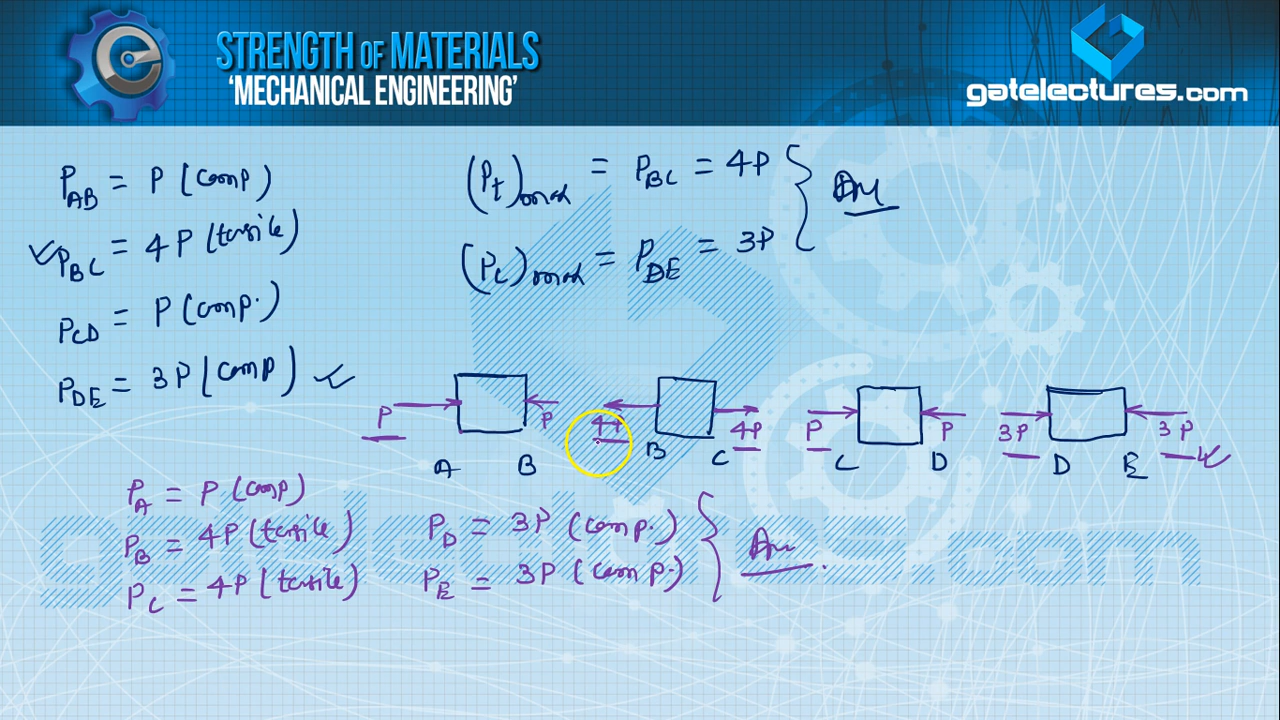 STRENGTH OF MATERIALS
'MECHANICAL ENGINEERING'
gatelectures.com
P_AB = P (comp)
P_BC = 4P (tensile)
P_CD = P (comp.)
P_DE = 3P (comp)
(P_t)max = P_BC = 4P
(P_c)max = P_DE = 3P
Ans
P P 4P 4P P P 3P 3P
A B B C C D D E
P_A = P (comp)
P_B = 4P (tensile)
P_C = 4P (tensile)
P_D = 3P (comp.)
P_E = 3P (comp.)
Ans.
gatelectures.com